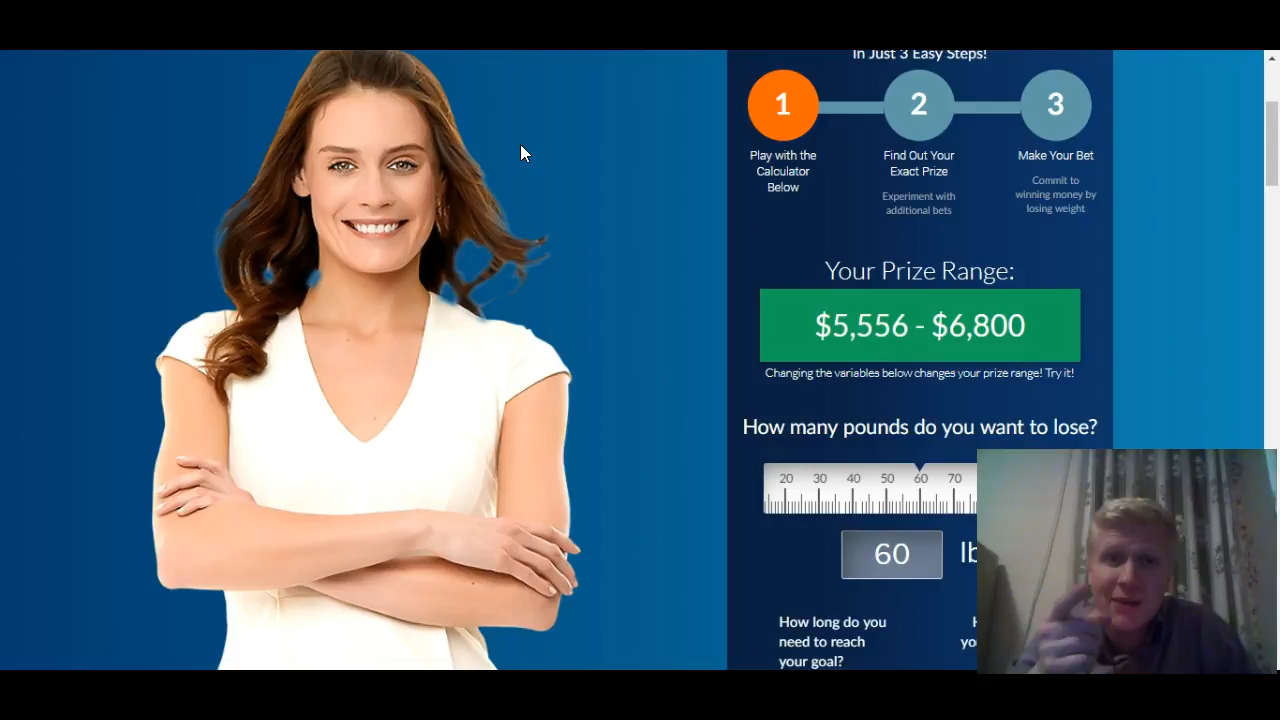 In Just 3 Easy Steps!
1
2
3
Play with the
Calculator
Below
Find Out Your
Exact Prize
Experiment with
additional bets
Make Your Bet
Commit to
winning money by
losing weight
Your Prize Range:
$5,556 - $6,800
Changing the variables below changes your prize range! Try it!
How many pounds do you want to lose?
20 30 40 50 60 70
60 lb
How long do you
need to reach
your goal?